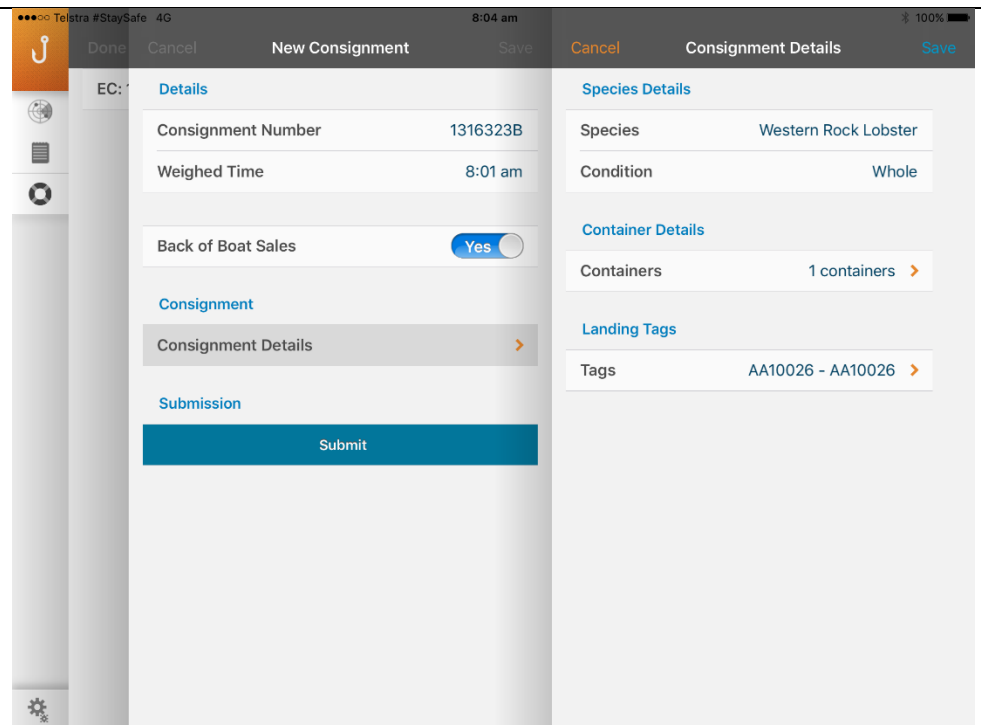 Telstra #StaySafe 4G 8:04 am 100%
Done Cancel New Consignment Save
EC: 1
Details
Consignment Number 1316323B
Weighed Time 8:01 am
Back of Boat Sales Yes
Consignment
Consignment Details
Submission
Submit
Cancel Consignment Details Save
Species Details
Species Western Rock Lobster
Condition Whole
Container Details
Containers 1 containers
Landing Tags
Tags AA10026 - AA10026